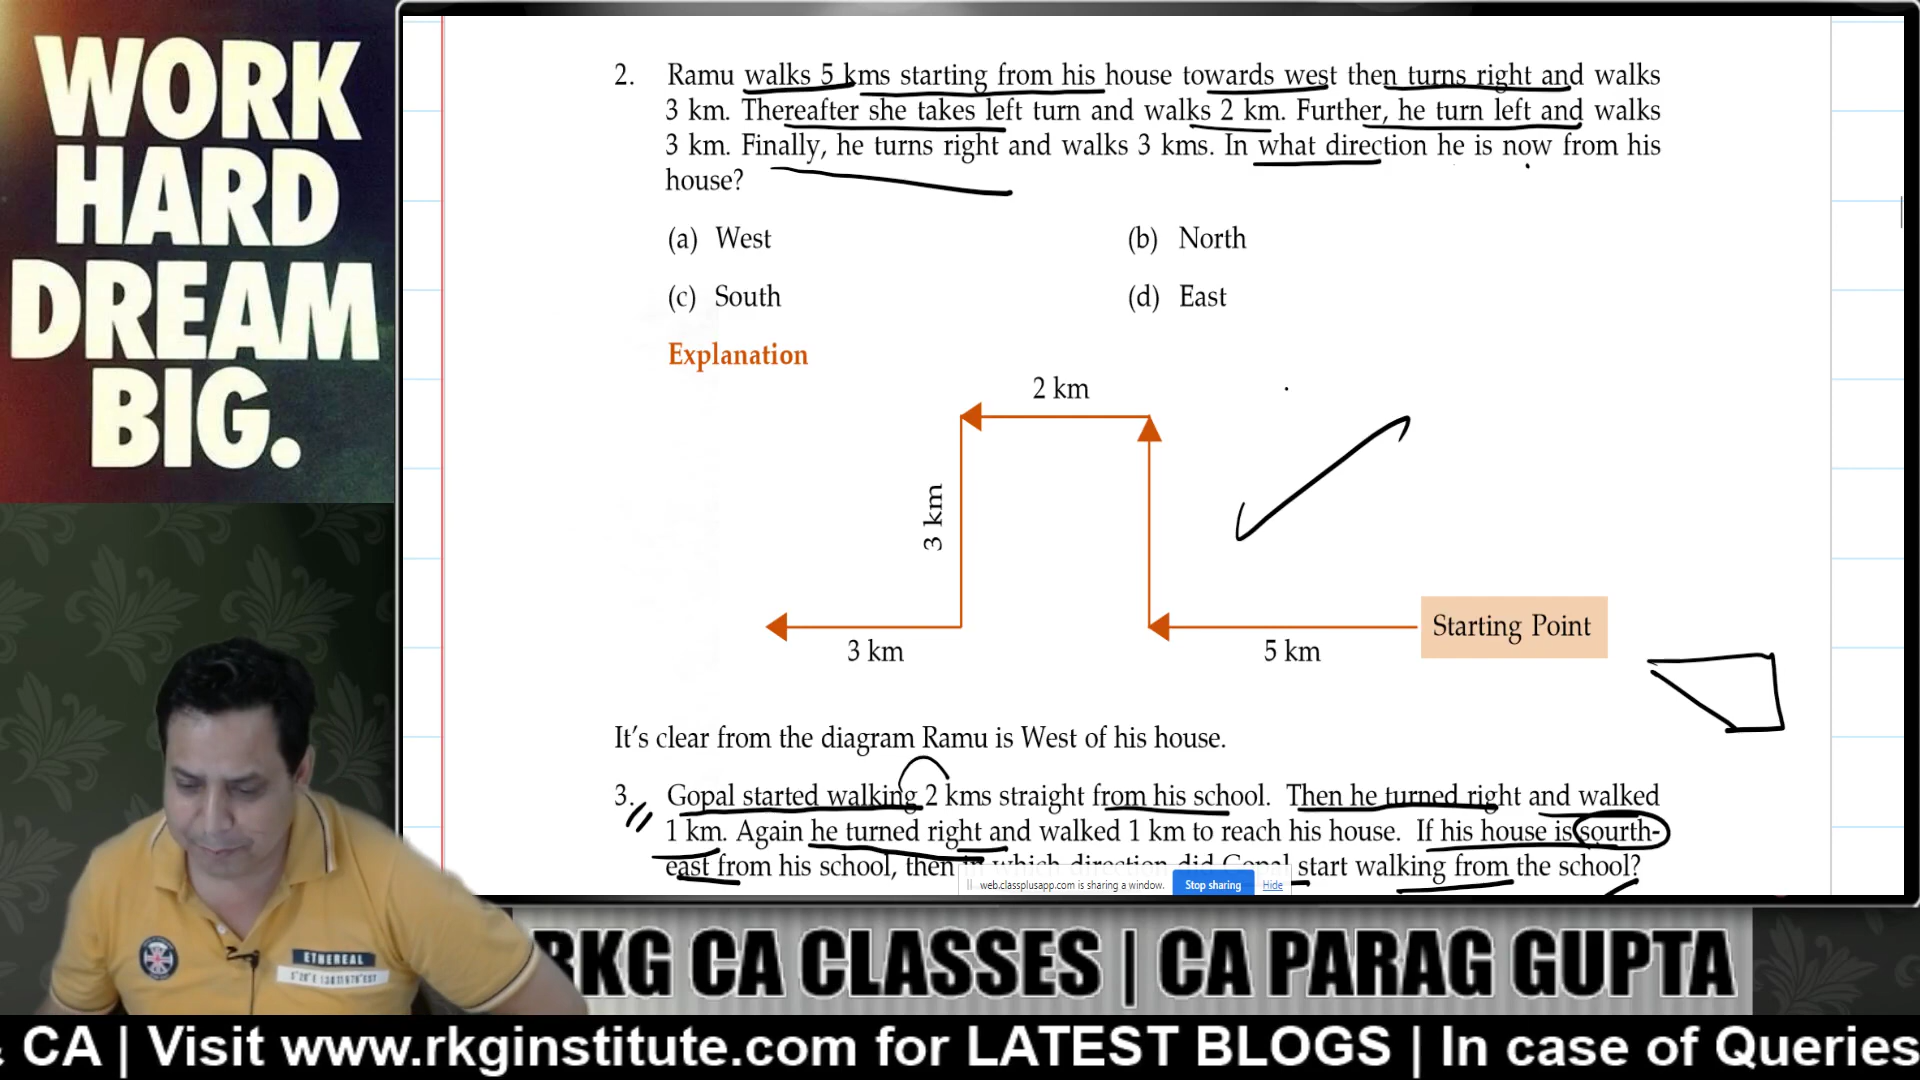 WORK
HARD
DREAM
BIG.
2. Ramu walks 5 kms starting from his house towards west then turns right and walks
3 km. Thereafter she takes left turn and walks 2 km. Further, he turn left and walks
3 km. Finally, he turns right and walks 3 kms. In what direction he is now from his
house?
(a) West (b) North
(c) South (d) East
Explanation
2 km
3 km
Starting Point
3 km 5 km
It's clear from the diagram Ramu is West of his house.
3. Gopal started walking 2 kms straight from his school. Then he turned right and walked
1 km. Again he turned right and walked 1 km to reach his house. If his house is sourth-
east from his school, then in which direction did Gopal start walking from the school?
web.classplusapp.com is sharing a window. Stop sharing Hide
ETHEREAL
RKG CA CLASSES | CA PARAG GUPTA
& CA | Visit www.rkginstitute.com for LATEST BLOGS | In case of Queries